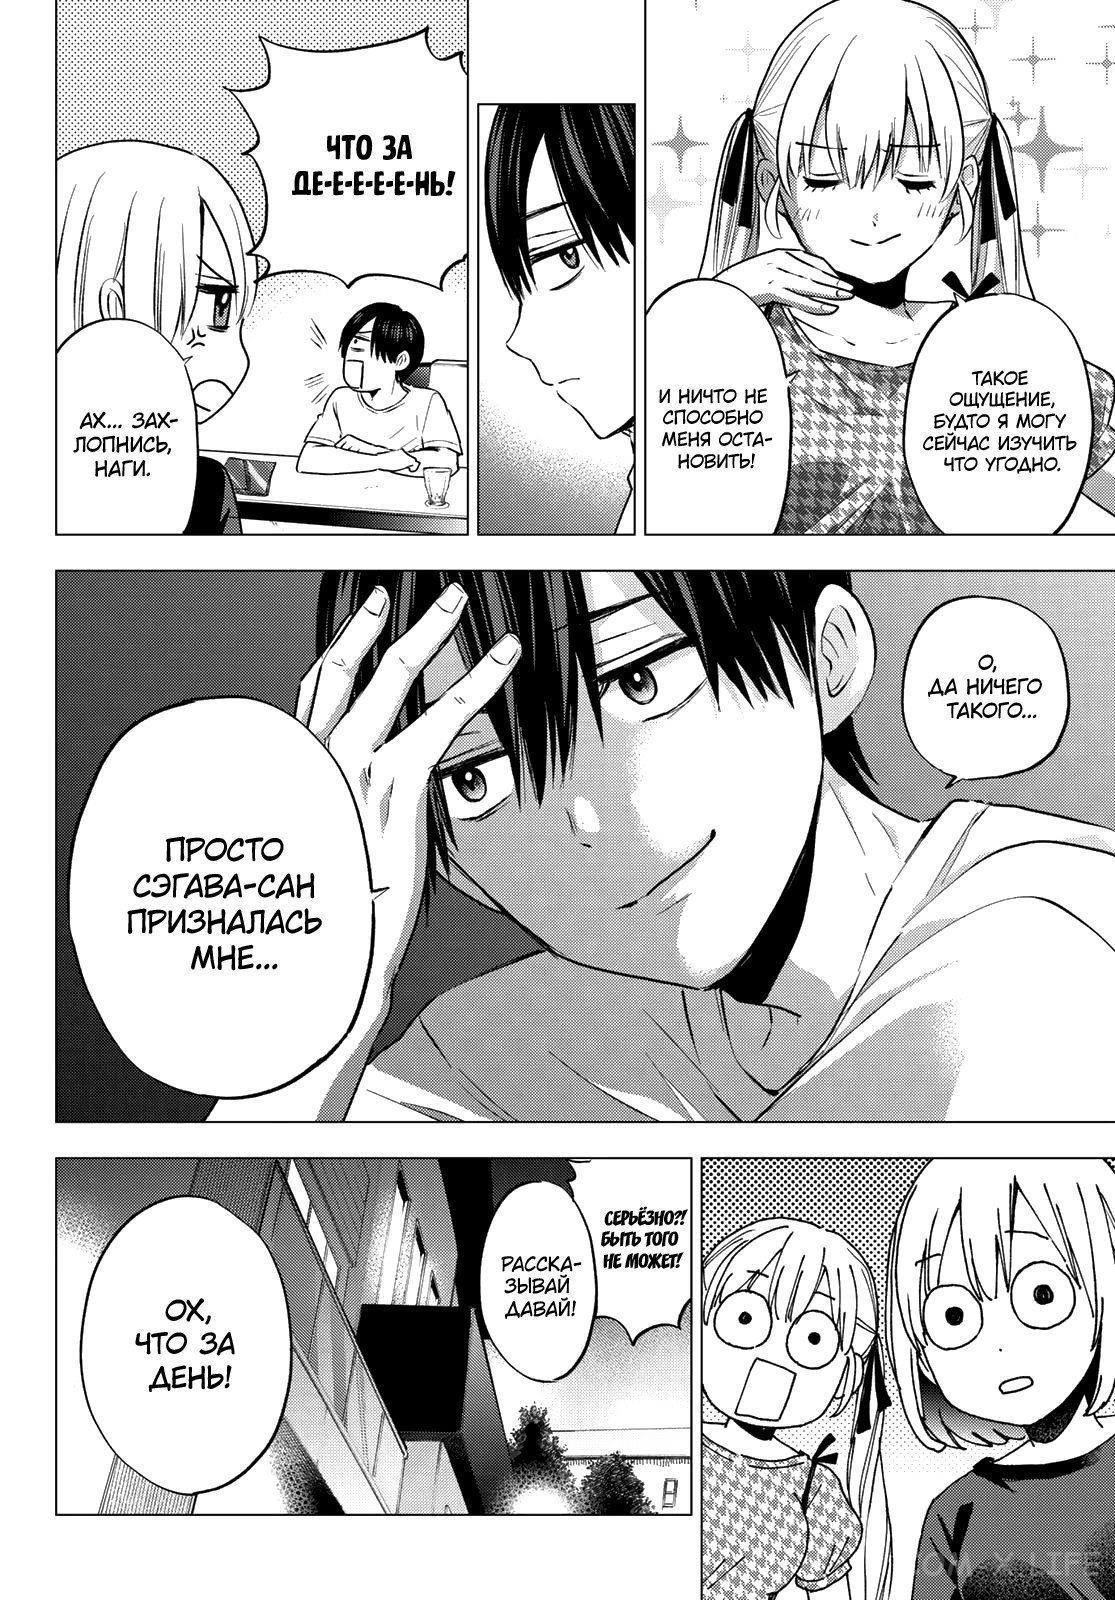 ТАКОЕ
ОЩУЩЕНИЕ,
БУДТО Я МОГУ
СЕЙЧАС ИЗУЧИТЬ
ЧТО УГОДНО.
И НИЧТО НЕ
СПОСОБНО
МЕНЯ ОСТА-
НОВИТЬ!
ЧТО ЗА
ДЕ-Е-Е-Е-Е-НЬ!
АХ... ЗАХ-
ЛОПНИСЬ,
НАГИ.
О,
ДА НИЧЕГО
ТАКОГО...
ПРОСТО
СЭГАВА-САН
ПРИЗНАЛАСЬ
МНЕ...
СЕРЬЁЗНО?!
БЫТЬ ТОГО
НЕ МОЖЕТ!
РАССКА-
ЗЫВАЙ
ДАВАЙ!
ОХ,
ЧТО ЗА
ДЕНЬ!
COM-X.LIFE